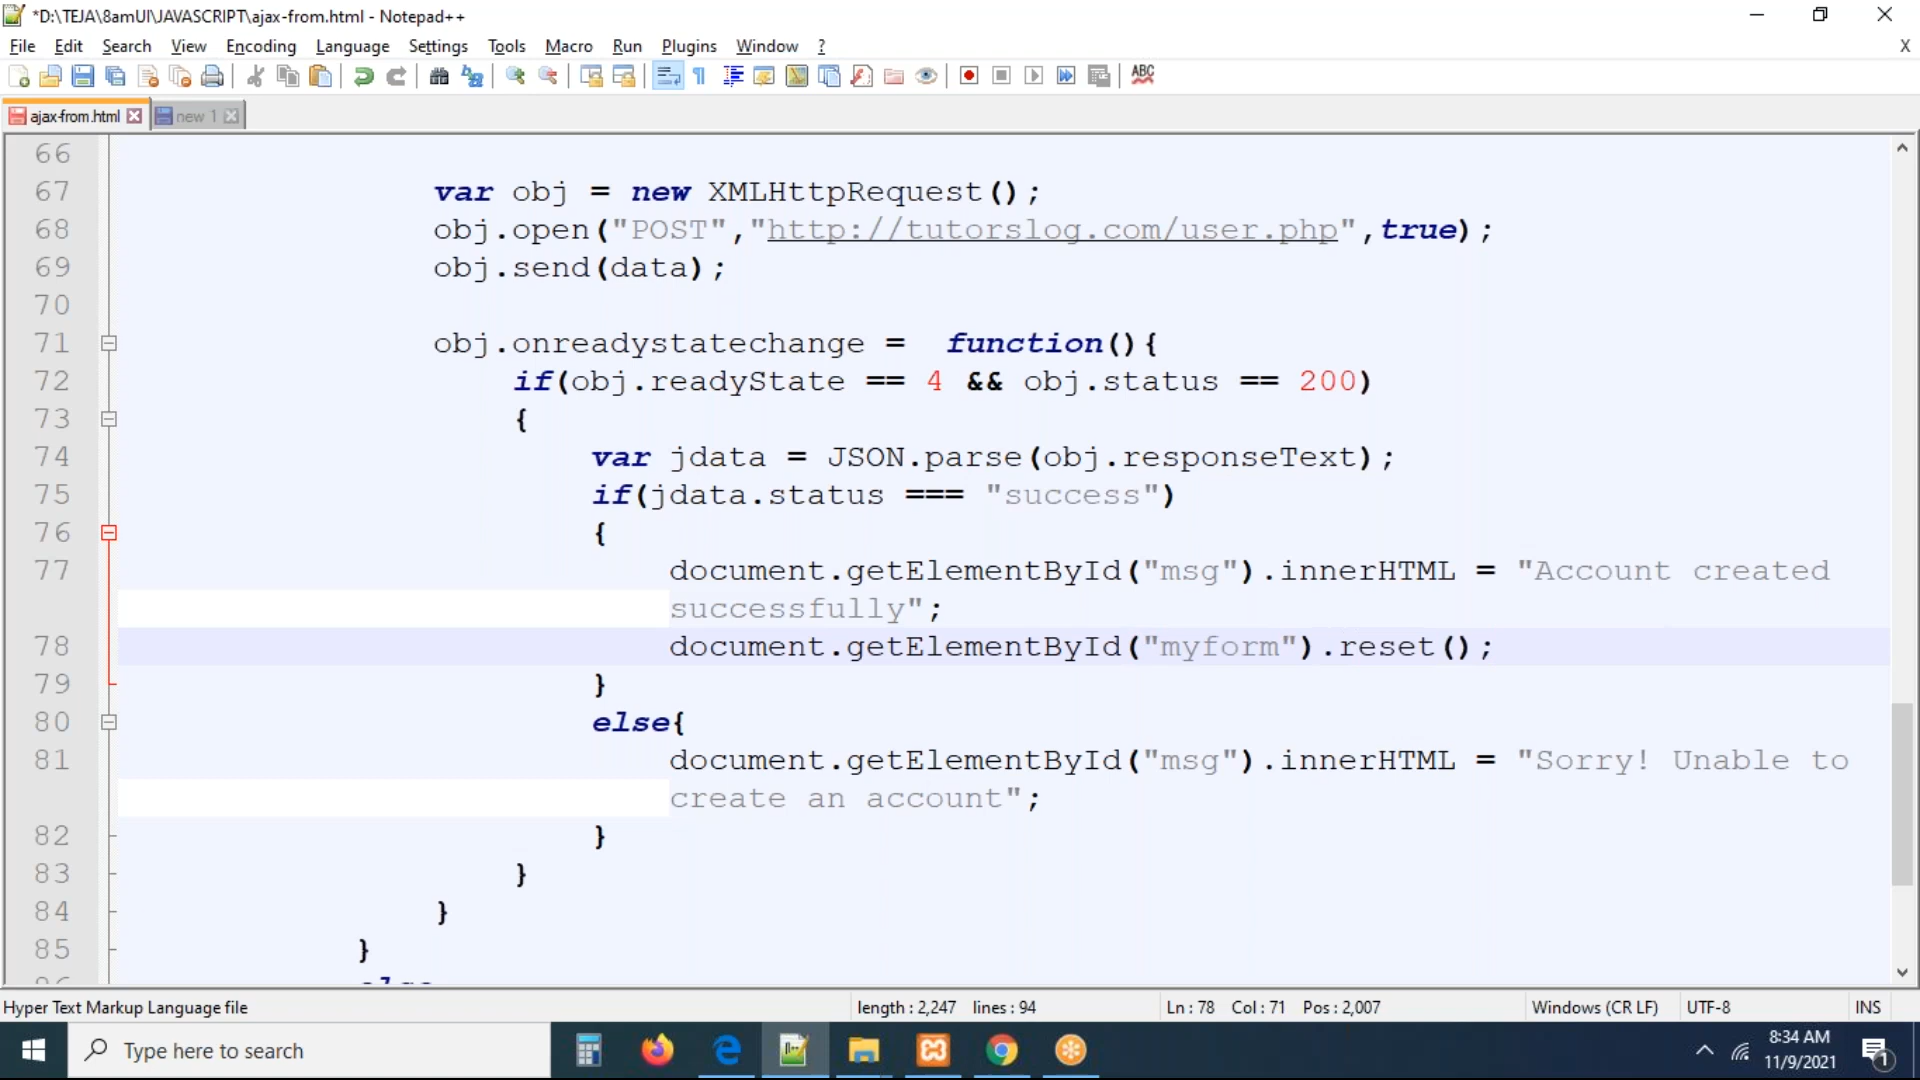 *D:\TEJA\8amUI\JAVASCRIPT\ajax-from.html - Notepad++
File Edit Search View Encoding Language Settings Tools Macro Run Plugins Window ? X
ABC
ajax-from.html new 1
66
67 var obj = new XMLHttpRequest();
68 obj.open("POST","http://tutorslog.com/user.php",true);
69 obj.send(data);
70
71 obj.onreadystatechange =  function(){
72 if(obj.readyState == 4 && obj.status == 200)
73 {
74 var jdata = JSON.parse(obj.responseText);
75 if(jdata.status === "success")
76 {
77 document.getElementById("msg").innerHTML = "Account created
successfully";
78 document.getElementById("myform").reset();
79 }
80 else{
81 document.getElementById("msg").innerHTML = "Sorry! Unable to
create an account";
82 }
83 }
84 }
85 }
Hyper Text Markup Language file length : 2,247 lines : 94 Ln : 78 Col : 71 Pos : 2,007 Windows (CR LF) UTF-8 INS
Type here to search
8:34 AM
11/9/2021
1